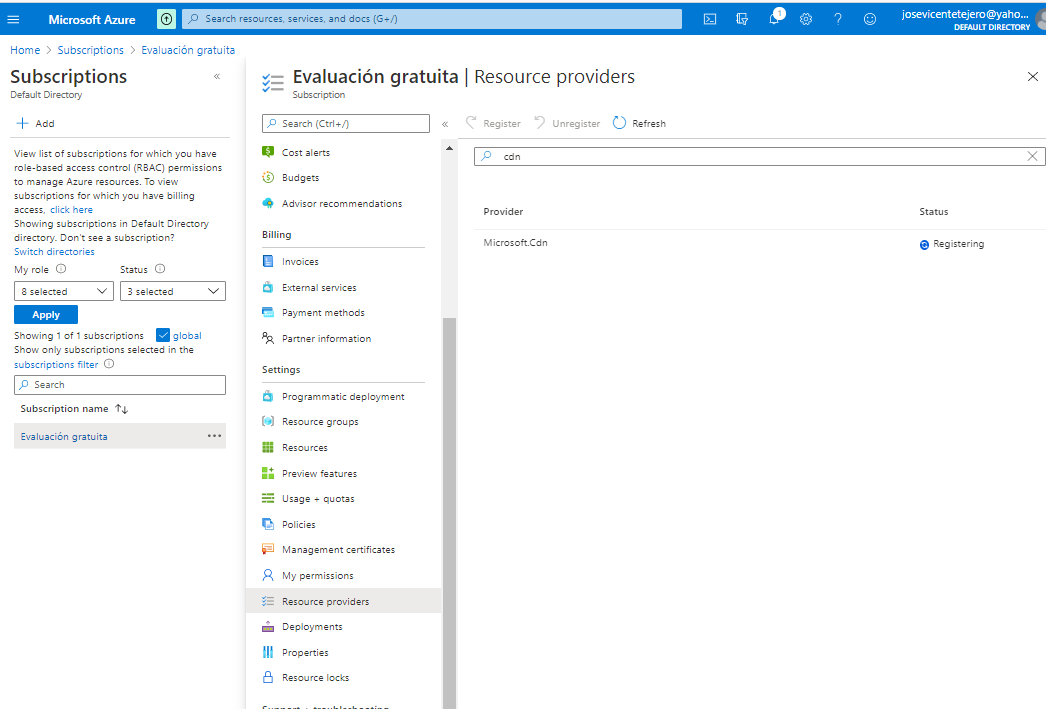 Microsoft Azure
Search resources, services, and docs (G+/)
1
josevicentetejero@yaho...
DEFAULT DIRECTORY
Home > Subscriptions > Evaluación gratuita
Subscriptions
«
Default Directory
+ Add
View list of subscriptions for which you have
role-based access control (RBAC) permissions
to manage Azure resources. To view
subscriptions for which you have billing
access, click here
Showing subscriptions in Default Directory
directory. Don't see a subscription?
Switch directories
My role
Status
8 selected
3 selected
Apply
Showing 1 of 1 subscriptions
global
Show only subscriptions selected in the
subscriptions filter
Search
Subscription name ↑↓
Evaluación gratuita
...
Evaluación gratuita | Resource providers
Subscription
Search (Ctrl+/)
«
Cost alerts
Budgets
Advisor recommendations
Billing
Invoices
External services
Payment methods
Partner information
Settings
Programmatic deployment
Resource groups
Resources
Preview features
Usage + quotas
Policies
Management certificates
My permissions
Resource providers
Deployments
Properties
Resource locks
Support + troubleshooting
Register
Unregister
Refresh
cdn
Provider
Status
Microsoft.Cdn
Registering